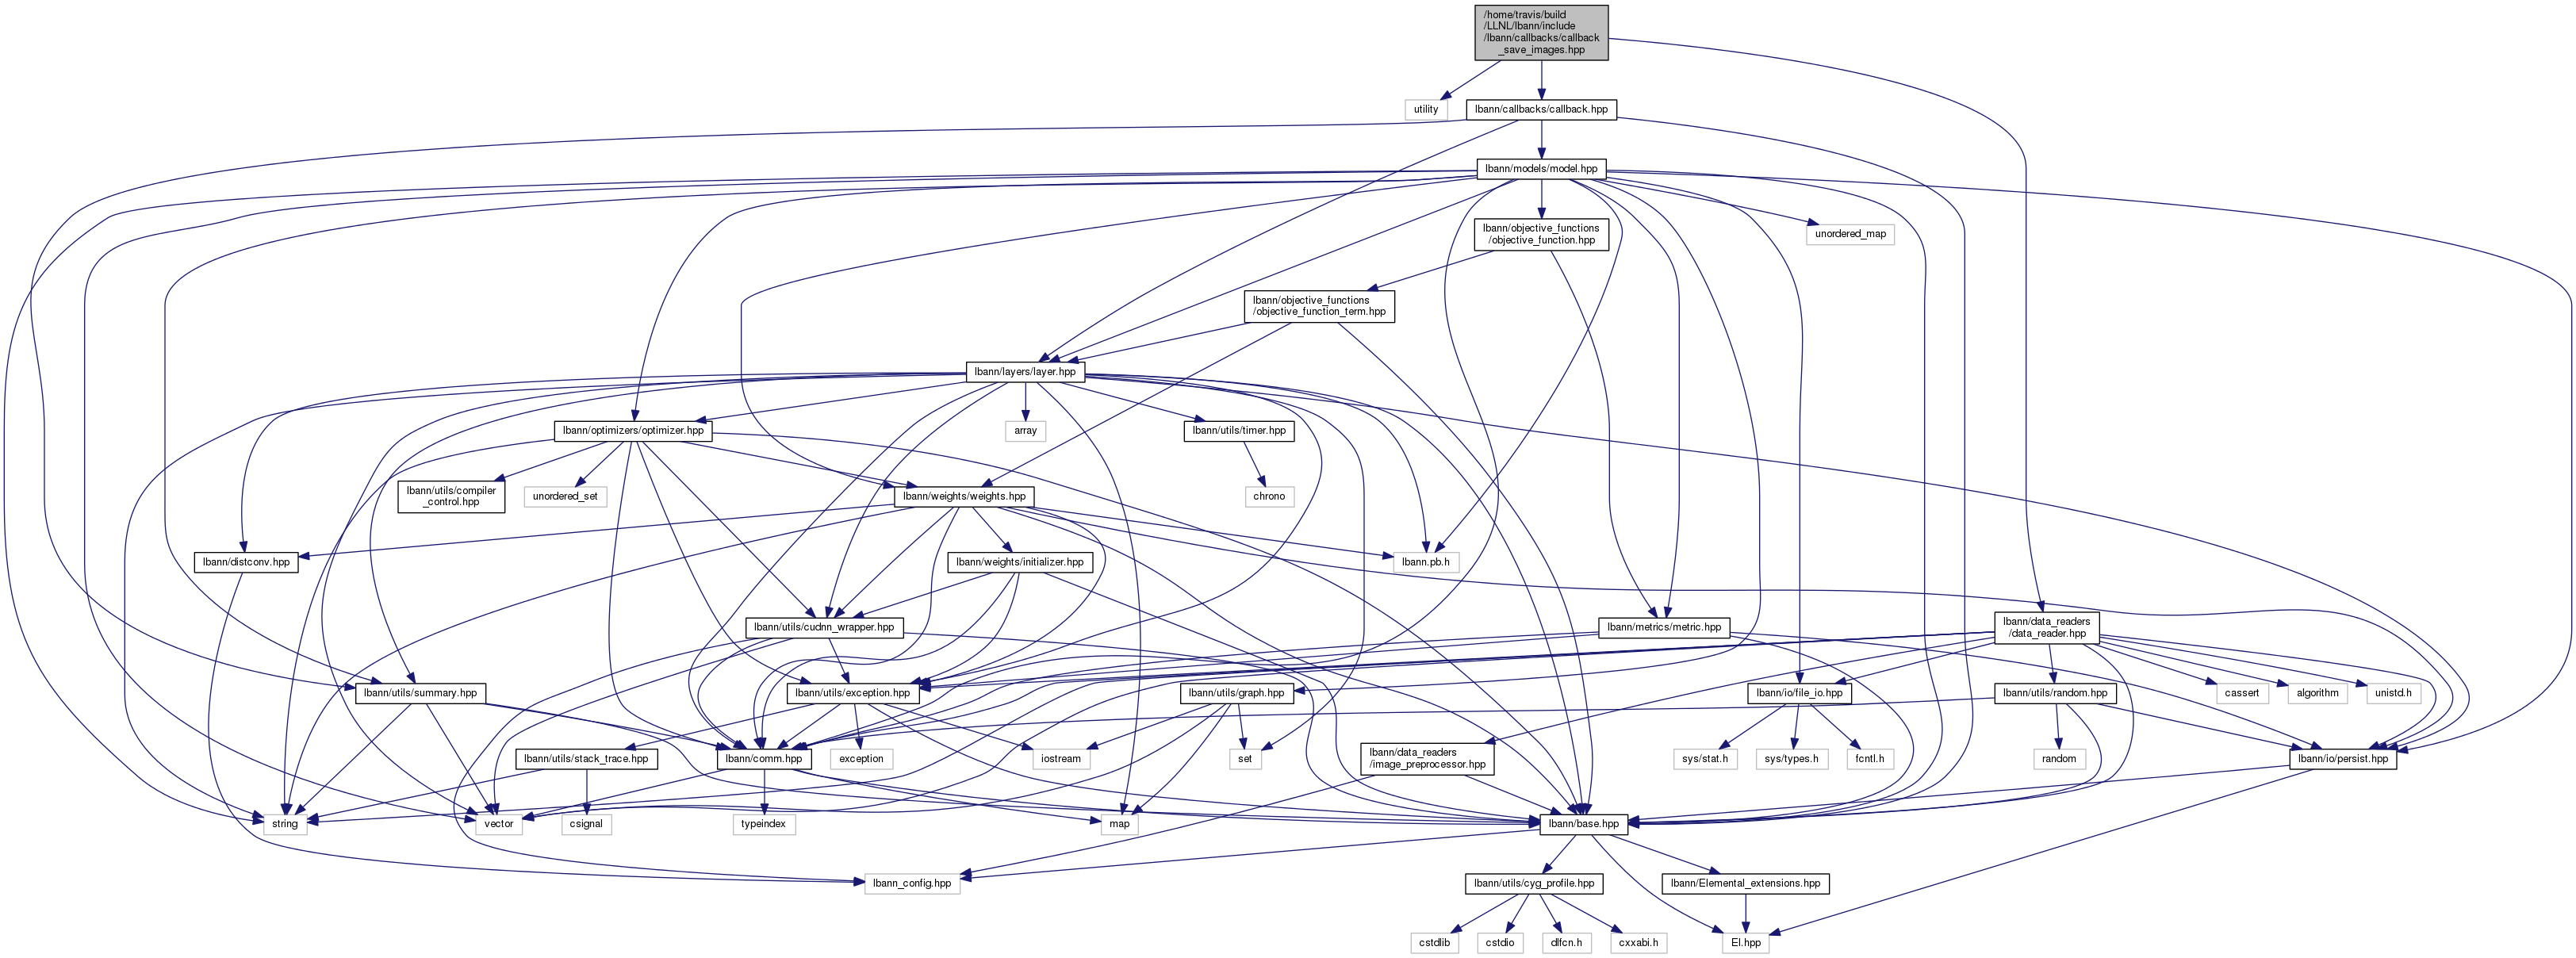 /home/travis/build
/LLNL/lbann/include
/lbann/callbacks/callback
_save_images.hpp
utility
lbann/callbacks/callback.hpp
lbann/models/model.hpp
lbann/objective_functions
/objective_function.hpp
unordered_map
lbann/objective_functions
/objective_function_term.hpp
lbann/layers/layer.hpp
lbann/optimizers/optimizer.hpp
array
lbann/utils/timer.hpp
lbann/utils/compiler
_control.hpp
unordered_set
lbann/weights/weights.hpp
chrono
lbann/distconv.hpp
lbann/weights/initializer.hpp
lbann.pb.h
lbann/utils/cudnn_wrapper.hpp
lbann/metrics/metric.hpp
lbann/data_readers
/data_reader.hpp
lbann/utils/summary.hpp
lbann/utils/exception.hpp
lbann/utils/graph.hpp
lbann/io/file_io.hpp
lbann/utils/random.hpp
cassert
algorithm
unistd.h
lbann/utils/stack_trace.hpp
lbann/comm.hpp
exception
iostream
set
lbann/data_readers
/image_preprocessor.hpp
sys/stat.h
sys/types.h
fcntl.h
random
lbann/io/persist.hpp
string
vector
csignal
typeindex
map
lbann/base.hpp
lbann_config.hpp
lbann/utils/cyg_profile.hpp
lbann/Elemental_extensions.hpp
cstdlib
cstdio
dlfcn.h
cxxabi.h
El.hpp